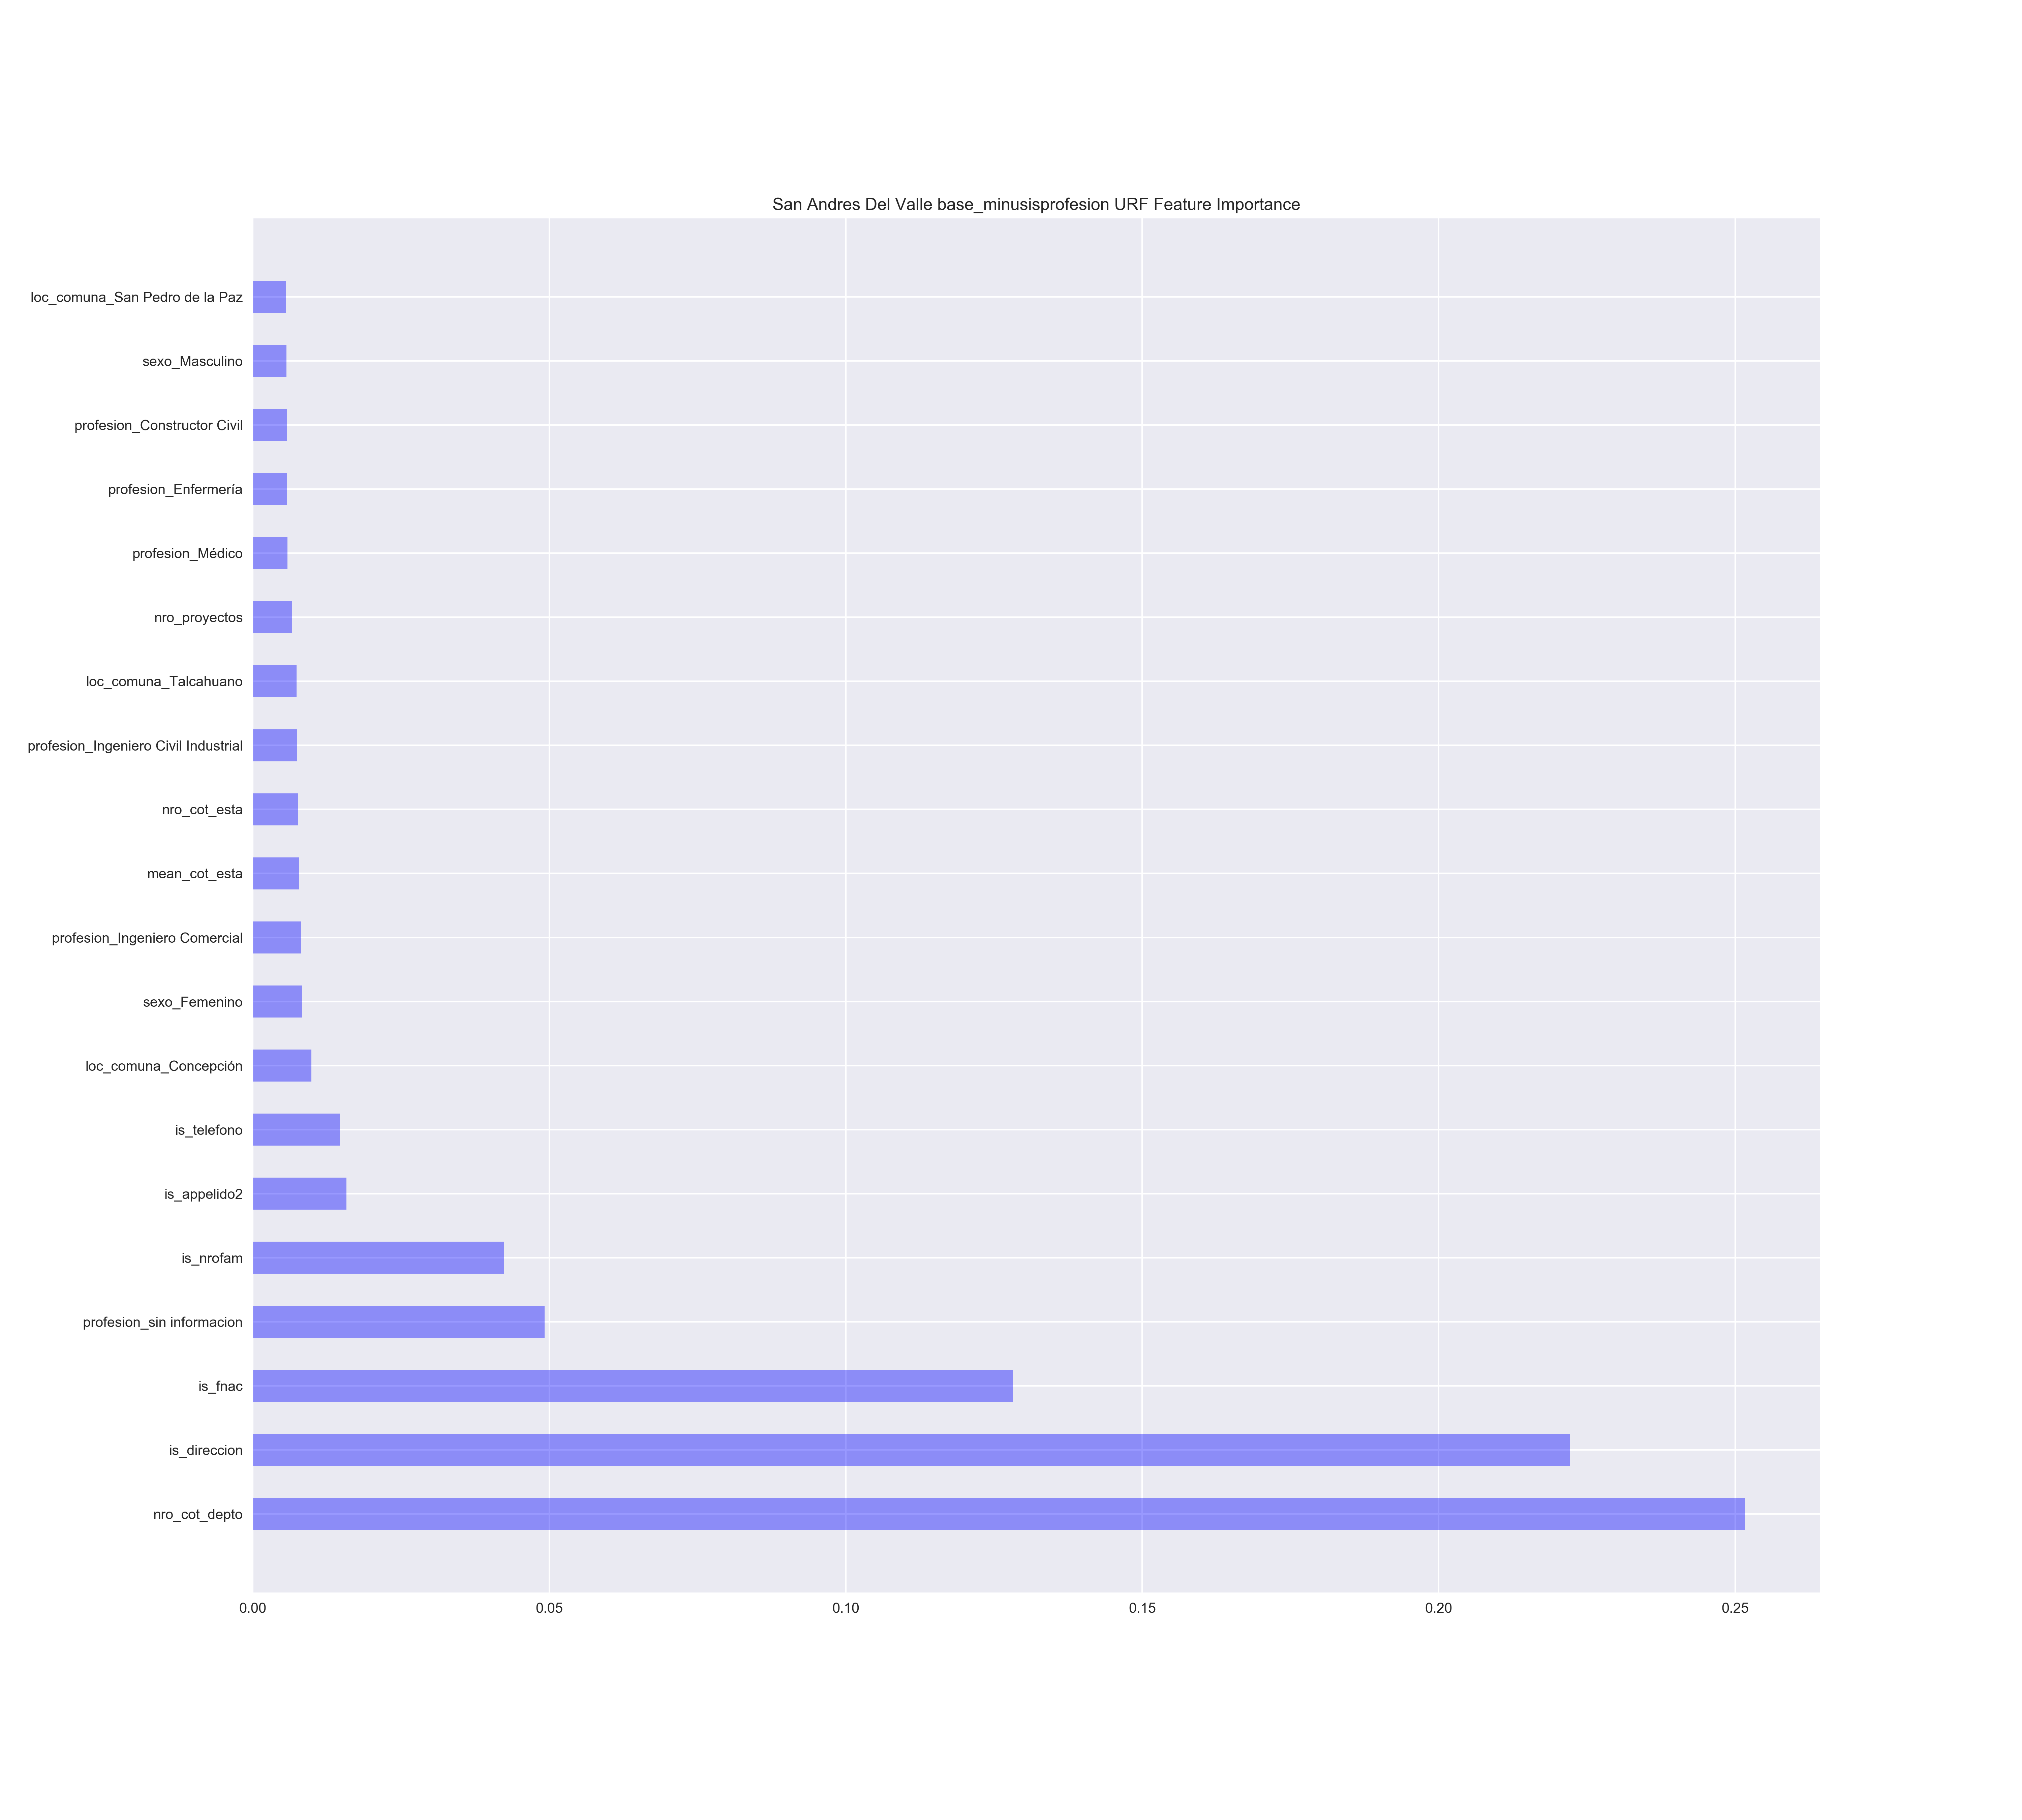 San Andres Del Valle base_minusisprofesion URF Feature Importance
loc_comuna_San Pedro de la Paz
sexo_Masculino
profesion_Constructor Civil
profesion_Enfermería
profesion_Médico
nro_proyectos
loc_comuna_Talcahuano
profesion_Ingeniero Civil Industrial
nro_cot_esta
mean_cot_esta
profesion_Ingeniero Comercial
sexo_Femenino
loc_comuna_Concepción
is_telefono
is_appelido2
is_nrofam
profesion_sin informacion
is_fnac
is_direccion
nro_cot_depto
0.00 0.05 0.10 0.15 0.20 0.25